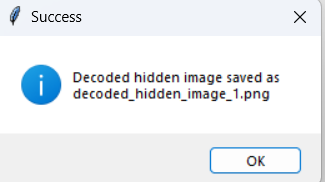 Success
Decoded hidden image saved as
decoded_hidden_image_1.png
OK